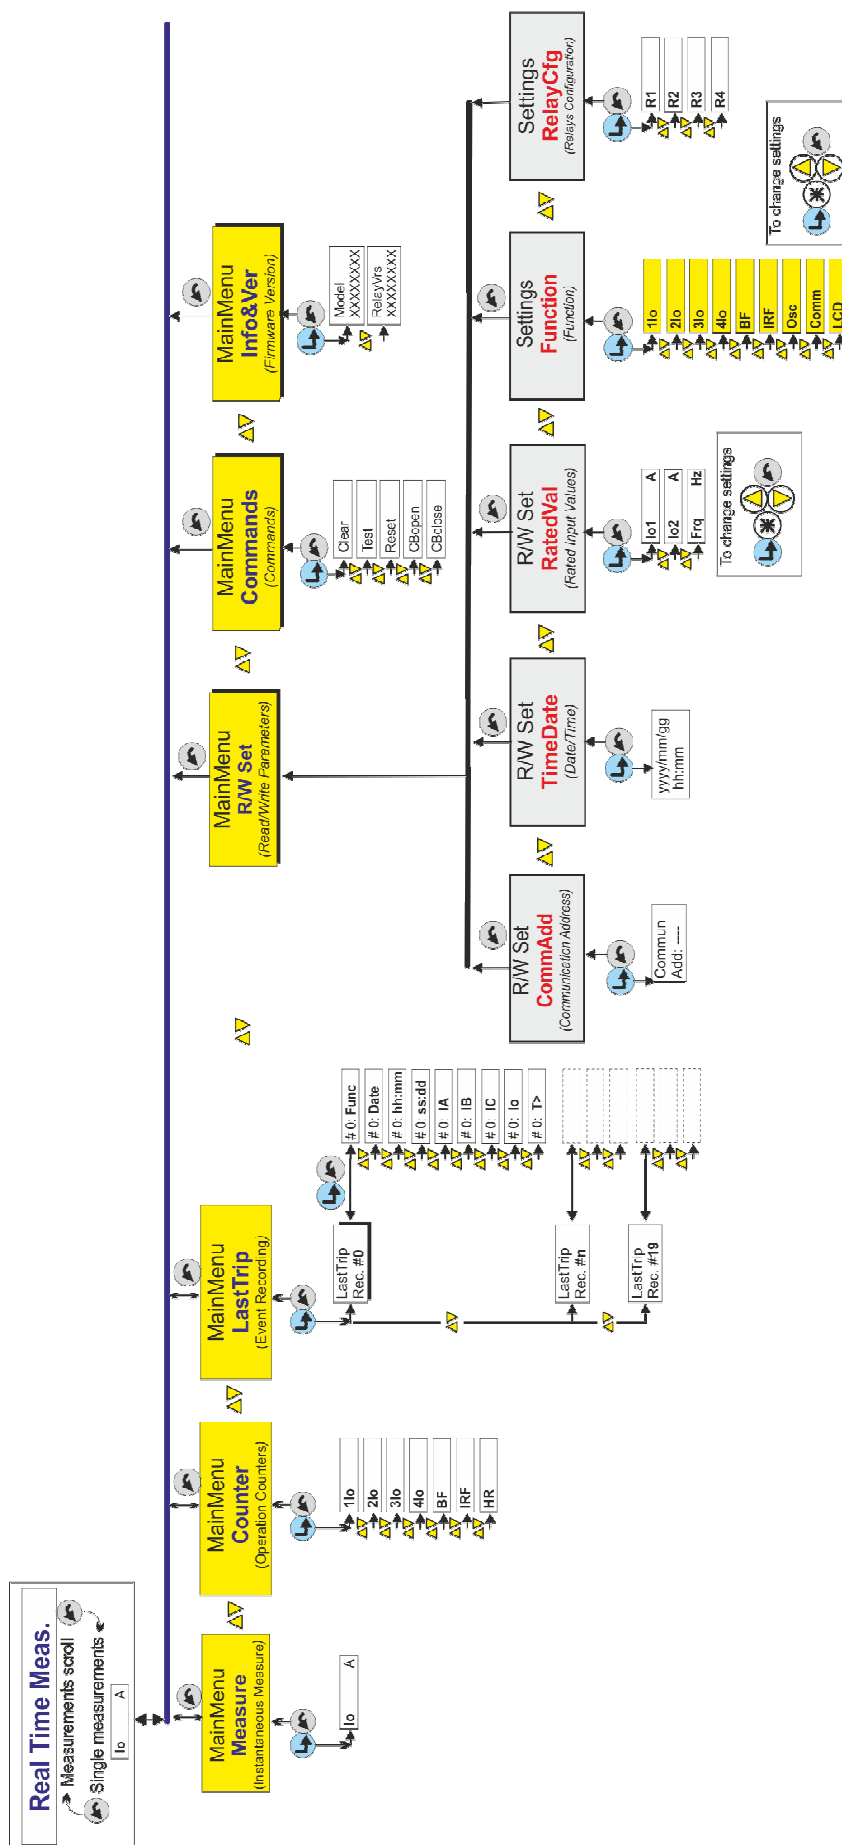 Real Time Meas.
Measurements scroll
Single measurements
Io A
MainMenu
Measure
(Instantaneous Measure)
Io A
MainMenu
Counter
(Operation Counters)
1Io
2Io
3Io
4Io
BF
IRF
HR
MainMenu
LastTrip
(Event Recording)
LastTrip
Rec. #0
# 0: Func
# 0: Date
# 0: hh:mm
# 0: ss:dd
# 0: IA
# 0: IB
# 0: IC
# 0: Io
# 0: T>
LastTrip
Rec. #n
LastTrip
Rec. #19
MainMenu
R/W Set
(Read/Write Parameters)
MainMenu
Commands
(Commands)
Clear
Test
Reset
CBopen
CBclose
MainMenu
Info&Ver
(Firmware Version)
Model
XXXXXXXX
RelayVrs
XXXXXXXX
R/W Set
CommAdd
(Communication Address)
Commun
Add: ----
R/W Set
TimeDate
(Date/Time)
yyyy/mm/gg
hh:mm
R/W Set
RatedVal
(Rated Input Values)
Io1 A
Io2 A
Frq Hz
To change settings
Settings
Function
(Function)
1Io
2Io
3Io
4Io
BF
IRF
Osc
Comm
LCD
Settings
RelayCfg
(Relays Configuration)
R1
R2
R3
R4
To change settings